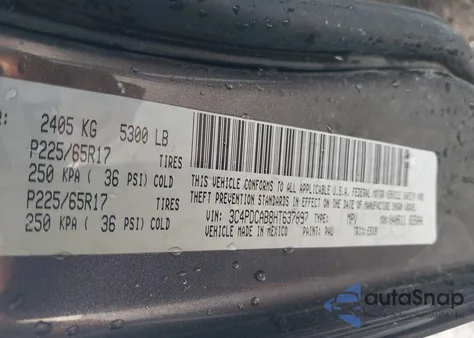 2405 KG 5300 LB
P225/65R17 TIRES
250 KPA ( 36 PSI) COLD
P225/65R17 TIRES
250 KPA ( 36 PSI) COLD
THIS VEHICLE CONFORMS TO ALL APPLICABLE U.S.A. FEDERAL MOTOR VEHICLE SAFETY AND
THEFT PREVENTION STANDARDS IN EFFECT ON THE DATE OF MANUFACTURE SHOWN ABOVE.
VIN: 3C4PDCAB8HT637697 TYPE: MPV
VEHICLE MADE IN MEXICO PAINT: PAU
autoSnap